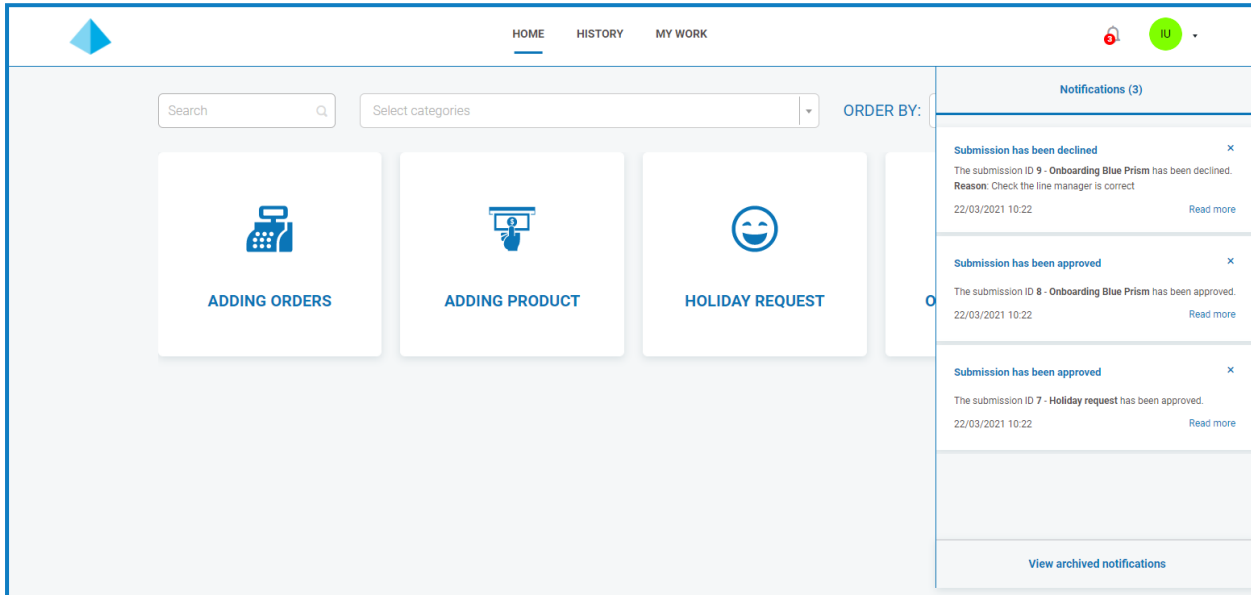 HOME HISTORY MY WORK
3
IU
Search
Select categories
ORDER BY:
ADDING ORDERS
ADDING PRODUCT
HOLIDAY REQUEST
O
Notifications (3)
Submission has been declined ×
The submission ID 9 - Onboarding Blue Prism has been declined.
Reason: Check the line manager is correct
22/03/2021 10:22 Read more
Submission has been approved ×
The submission ID 8 - Onboarding Blue Prism has been approved.
22/03/2021 10:22 Read more
Submission has been approved ×
The submission ID 7 - Holiday request has been approved.
22/03/2021 10:22 Read more
View archived notifications